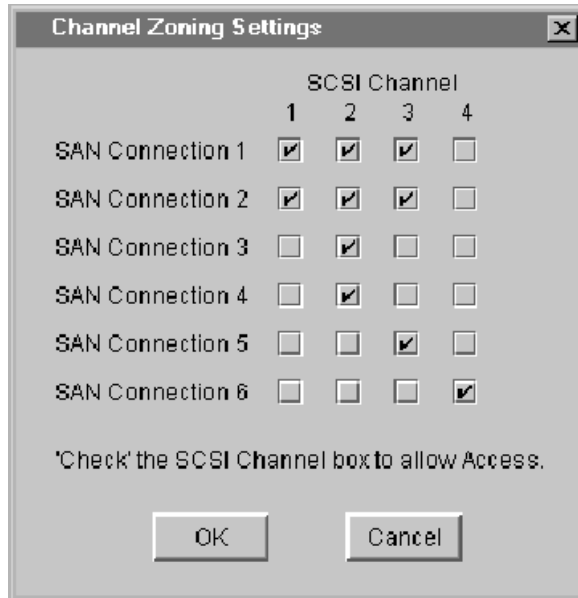 Channel Zoning Settings
SCSI Channel
1 2 3 4
SAN Connection 1
SAN Connection 2
SAN Connection 3
SAN Connection 4
SAN Connection 5
SAN Connection 6
'Check' the SCSI Channel box to allow Access.
OK Cancel